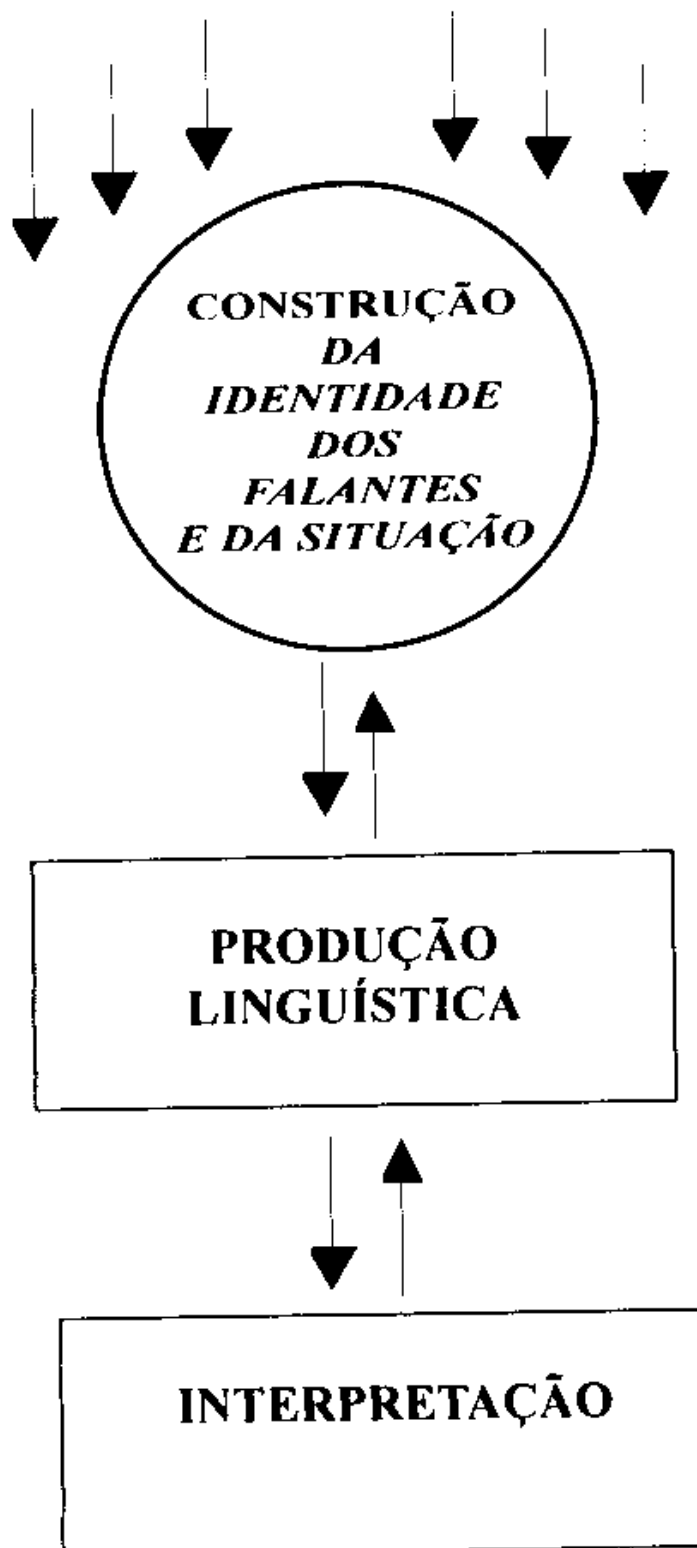 CONSTRUÇÃO
DA
IDENTIDADE
DOS
FALANTES
E DA SITUAÇÃO
PRODUÇÃO
LINGUÍSTICA
INTERPRETAÇÃO